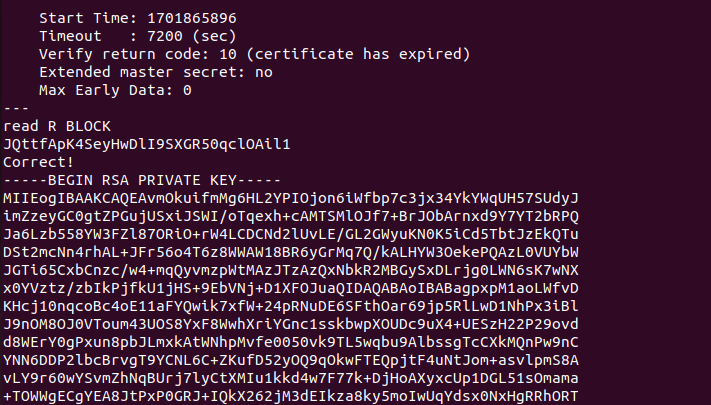 Start Time: 1701865896
Timeout   : 7200 (sec)
Verify return code: 10 (certificate has expired)
Extended master secret: no
Max Early Data: 0
---
read R BLOCK
JQttfApK4SeyHwDlI9SXGR50qclOAil1
Correct!
-----BEGIN RSA PRIVATE KEY-----
MIIEogIBAAKCAQEAvmOkuifmMg6HL2YPIOjon6iWfbp7c3jx34YkYWqUH57SUdyJ
imZzeyGC0gtZPGujUSxiJSWI/oTqexh+cAMTSMlOJf7+BrJObArnxd9Y7YT2bRPQ
Ja6Lzb558YW3FZl87ORiO+rW4LCDCNd2lUvLE/GL2GWyuKN0K5iCd5TbtJzEkQTu
DSt2mcNn4rhAL+JFr56o4T6z8WWAW18BR6yGrMq7Q/kALHYW3OekePQAzL0VUYbW
JGTi65CxbCnzc/w4+mqQyvmzpWtMAzJTzAzQxNbkR2MBGySxDLrjg0LWN6sK7wNX
x0YVztz/zbIkPjfkU1jHS+9EbVNj+D1XFOJuaQIDAQABAoIBABagpxpM1aoLWfvD
KHcj10nqcoBc4oE11aFYQwik7xfW+24pRNuDE6SFthOar69jp5RlLwD1NhPx3iBl
J9nOM8OJ0VToum43UOS8YxF8WwhXriYGnc1sskbwpXOUDc9uX4+UESzH22P29ovd
d8WErY0gPxun8pbJLmxkAtWNhpMvfe0050vk9TL5wqbu9AlbssgTcCXkMQnPw9nC
YNN6DDP2lbcBrvgT9YCNL6C+ZKufD52yOQ9qOkwFTEQpjtF4uNtJom+asvlpmS8A
vLY9r60wYSvmZhNqBUrj7lyCtXMIu1kkd4w7F77k+DjHoAXyxcUp1DGL51sOmama
+TOWWgECgYEA8JtPxP0GRJ+IQkX262jM3dEIkza8ky5moIwUqYdsx0NxHgRRhORT